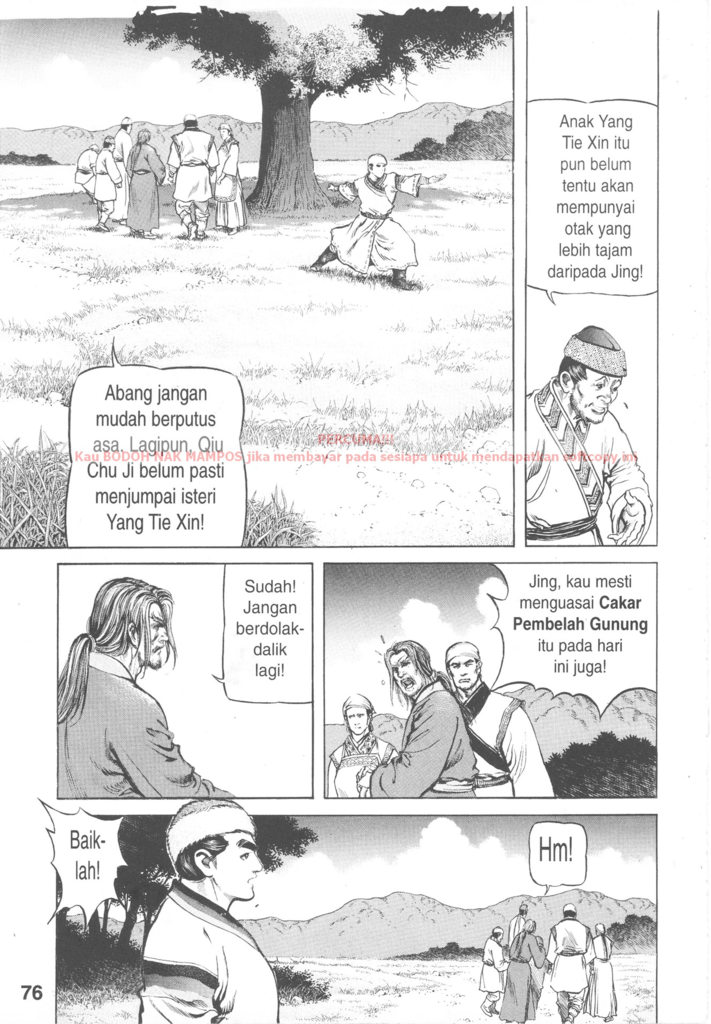 Abang jangan
mudah berputus
asa. Lagipun, Qiu
Chu Ji belum pasti
menjumpai isteri
Yang Tie Xin!
PERCUMA!!!
Kau BODOH NAK MAMPOS jika membayar pada sesiapa untuk mendapatkan softcopy ini
Anak Yang
Tie Xin itu
pun belum
tentu akan
mempunyai
otak yang
lebih tajam
daripada Jing!
Sudah!
Jangan
berdolak-
dalik
lagi!
Jing, kau mesti
menguasai Cakar
Pembelah Gunung
itu pada hari
ini juga!
Baik-
lah!
Hm!
76